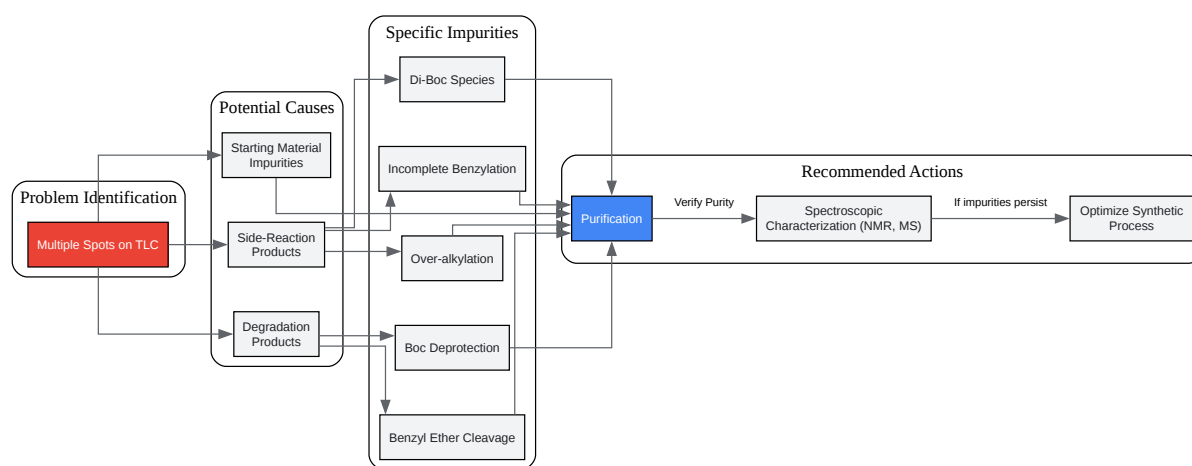 Problem Identification
Multiple Spots on TLC
Potential Causes
Starting Material
Impurities
Side-Reaction
Products
Degradation
Products
Specific Impurities
Di-Boc Species
Incomplete Benzylation
Over-alkylation
Boc Deprotection
Benzyl Ether Cleavage
Recommended Actions
Purification
Verify Purity
Spectroscopic
Characterization (NMR, MS)
If impurities persist
Optimize Synthetic
Process